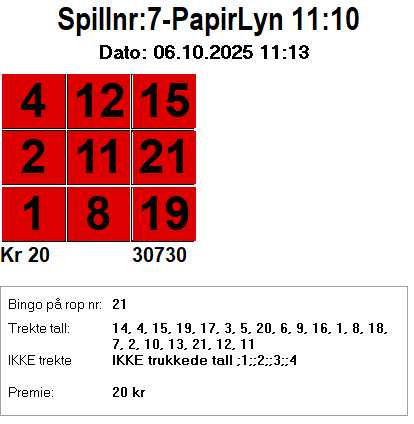 Spillnr:7-PapirLyn 11:10
Dato: 06.10.2025 11:13
4 12 15
2 11 21
1 8 19
Kr 20 30730
Bingo på rop nr: 21
Trekte tall: 14, 4, 15, 19, 17, 3, 5, 20, 6, 9, 16, 1, 8, 18,
7, 2, 10, 13, 21, 12, 11
IKKE trekte IKKE trukkede tall ;1;;2;;3;;4
Premie: 20 kr